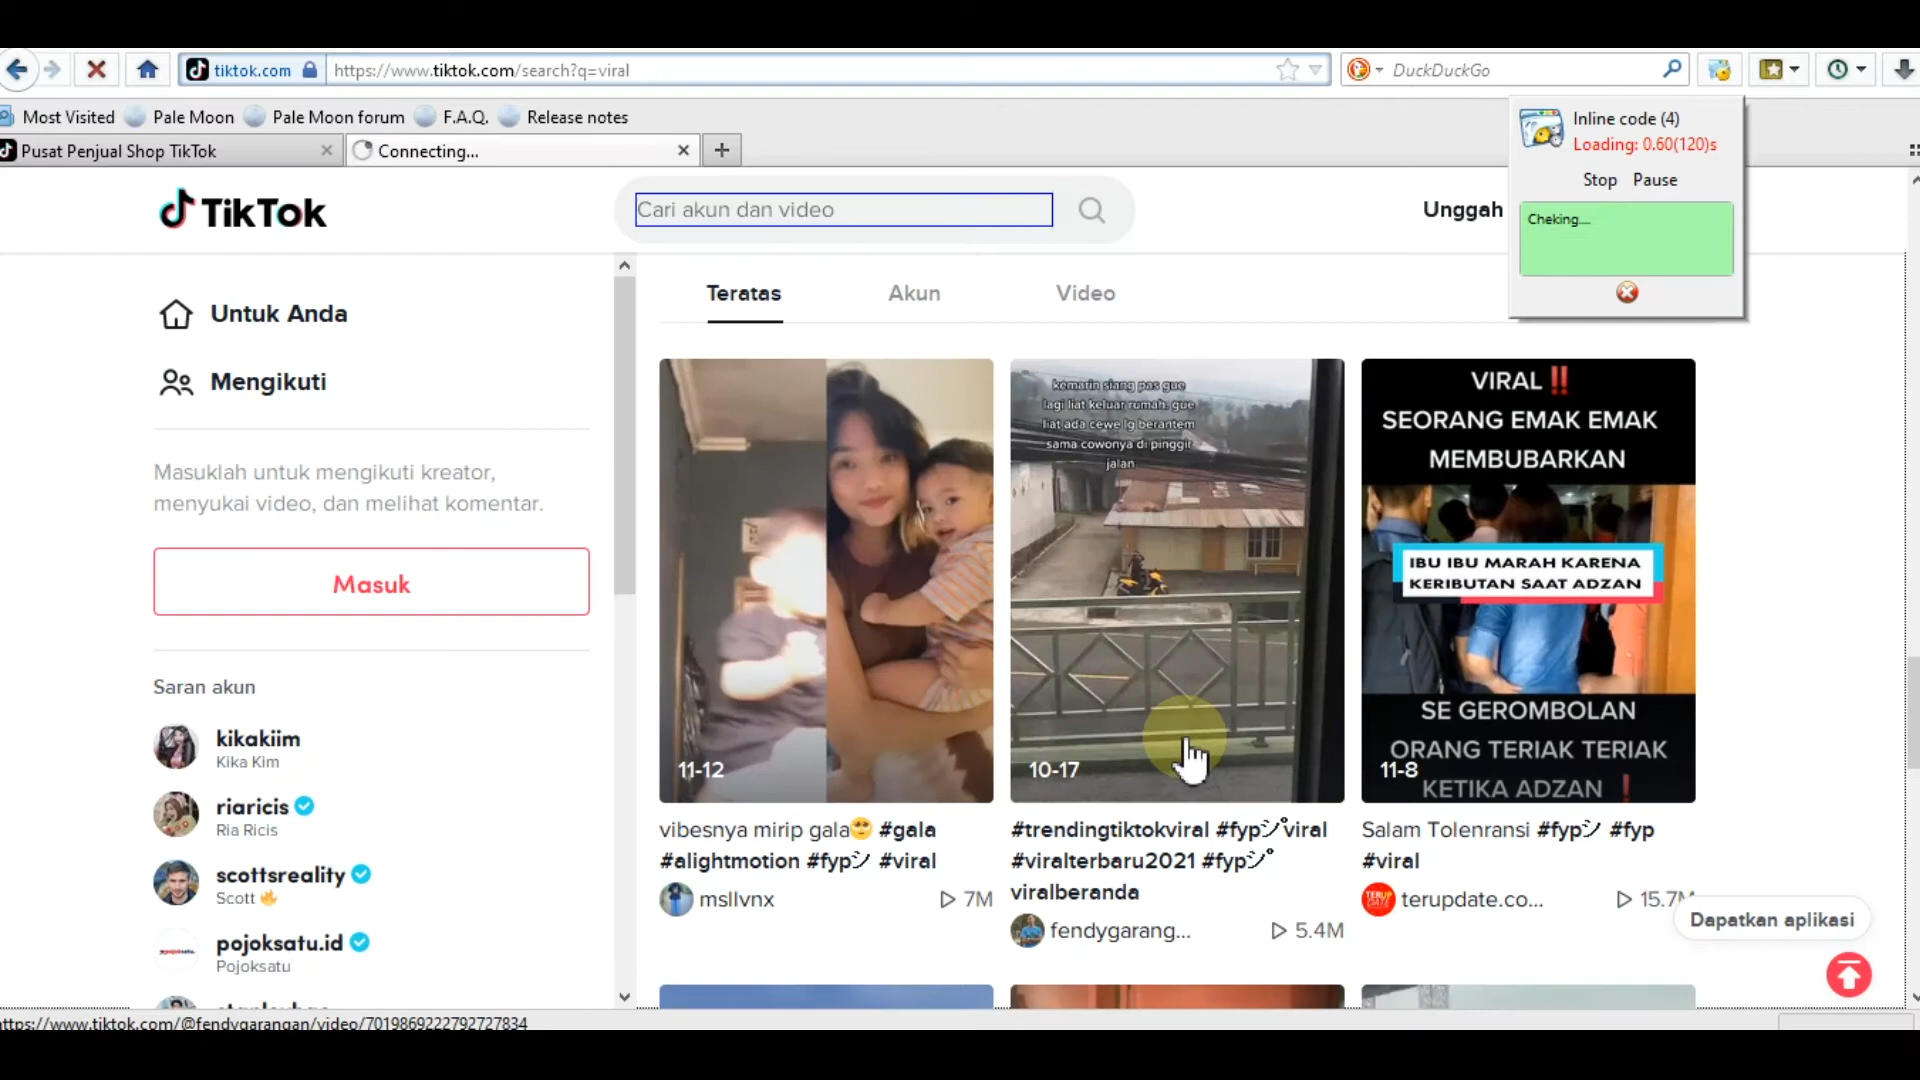 tiktok.com
https://www.tiktok.com/search?q=viral
DuckDuckGo
Most Visited
Pale Moon
Pale Moon forum
F.A.Q.
Release notes
Pusat Penjual Shop TikTok
Connecting...
Inline code (4)
Loading: 0.60(120)s
Stop Pause
Cheking....
TikTok
Cari akun dan video
Unggah
Untuk Anda
Mengikuti
Masuklah untuk mengikuti kreator,
menyukai video, dan melihat komentar.
Masuk
Saran akun
kikakiim
Kika Kim
riaricis
Ria Ricis
scottsreality
Scott 🔥
pojoksatu.id
Pojoksatu
Teratas
Akun
Video
11-12
vibesnya mirip gala🥺 #gala
#alightmotion #fypシ #viral
msllvnx
7M
kemarin siang pas gue
lagi liat keluar rumah. gue
liat ada cewe lg berantem
sama cowonya di pinggir
jalan
10-17
#trendingtiktokviral #fypシ゚viral
#viralterbaru2021 #fypシ゚
viralberanda
fendygarang...
5.4M
VIRAL‼️
SEORANG EMAK EMAK
MEMBUBARKAN
IBU IBU MARAH KARENA
KERIBUTAN SAAT ADZAN
SE GEROMBOLAN
ORANG TERIAK TERIAK
KETIKA ADZAN❗
11-8
Salam Tolenransi #fypシ #fyp
#viral
TERUP
DATE
terupdate.co...
15.7M
Dapatkan aplikasi
ttps://www.tiktok.com/@fendygarangan/video/7019869222792727834